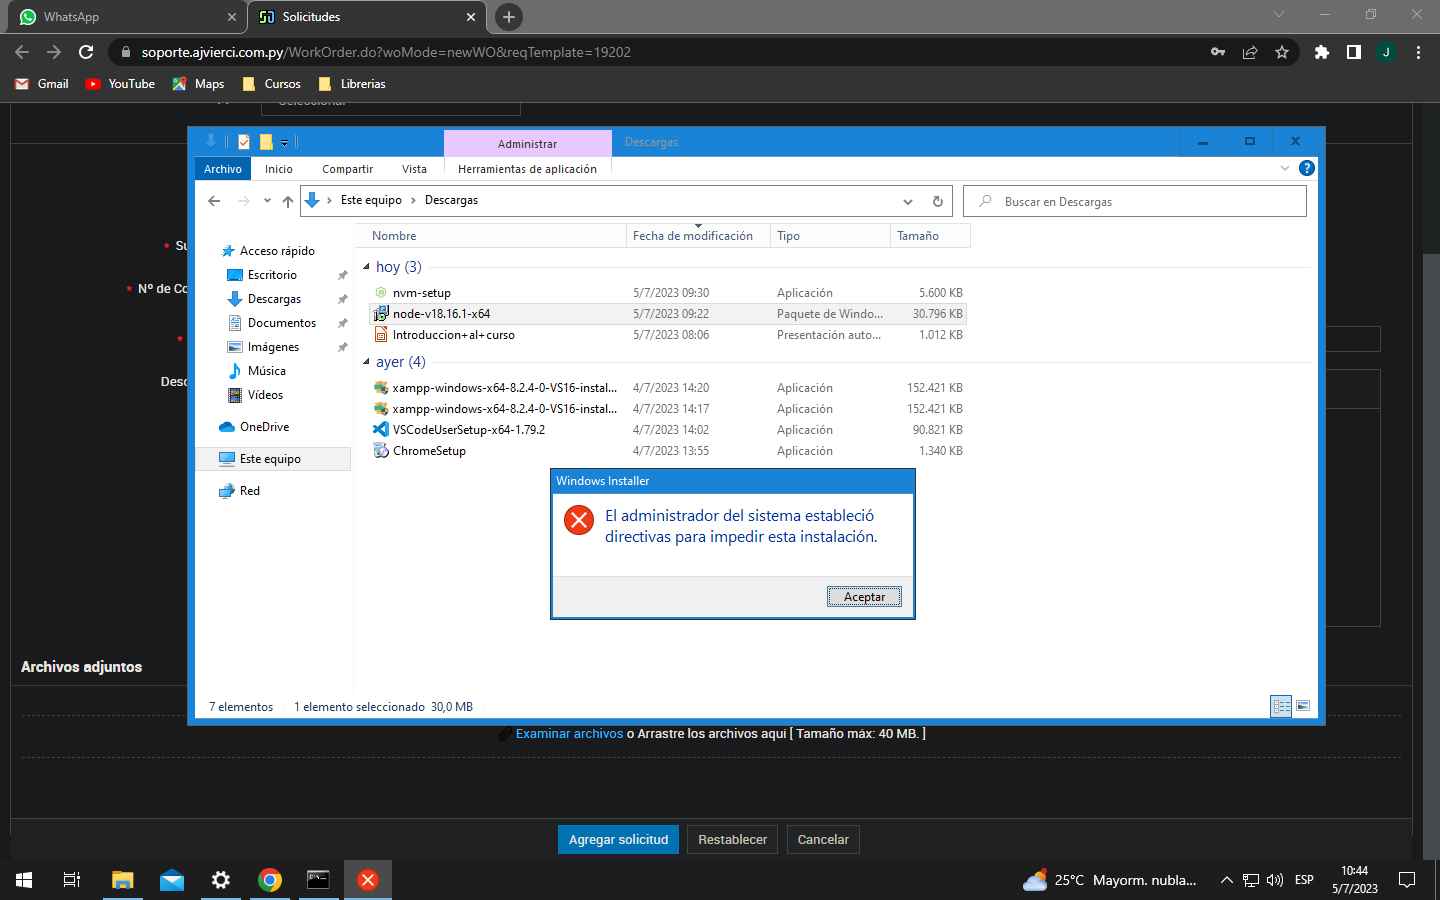 WhatsApp
Solicitudes
soporte.ajvierci.com.py/WorkOrder.do?woMode=newWO&reqTemplate=19202
J
Gmail YouTube Maps Cursos Librerias
Seleccionar
Administrar Descargas
Archivo Inicio Compartir Vista Herramientas de aplicación
Este equipo Descargas
Buscar en Descargas
Nombre Fecha de modificación Tipo Tamaño
hoy (3)
nvm-setup 5/7/2023 09:30 Aplicación 5.600 KB
node-v18.16.1-x64 5/7/2023 09:22 Paquete de Windo... 30.796 KB
Introduccion+al+curso 5/7/2023 08:06 Presentación auto... 1.012 KB
ayer (4)
xampp-windows-x64-8.2.4-0-VS16-instal... 4/7/2023 14:20 Aplicación 152.421 KB
xampp-windows-x64-8.2.4-0-VS16-instal... 4/7/2023 14:17 Aplicación 152.421 KB
VSCodeUserSetup-x64-1.79.2 4/7/2023 14:02 Aplicación 90.821 KB
ChromeSetup 4/7/2023 13:55 Aplicación 1.340 KB
Acceso rápido
Escritorio
Descargas
Documentos
Imágenes
Música
Vídeos
OneDrive
Este equipo
Red
* Su
* Nº de Co
*
Desc
Windows Installer
El administrador del sistema estableció
directivas para impedir esta instalación.
Aceptar
7 elementos 1 elemento seleccionado 30,0 MB
Archivos adjuntos
Examinar archivos o Arrastre los archivos aquí [ Tamaño máx: 40 MB. ]
Agregar solicitud Restablecer Cancelar
25°C Mayorm. nubla... ESP
10:44
5/7/2023